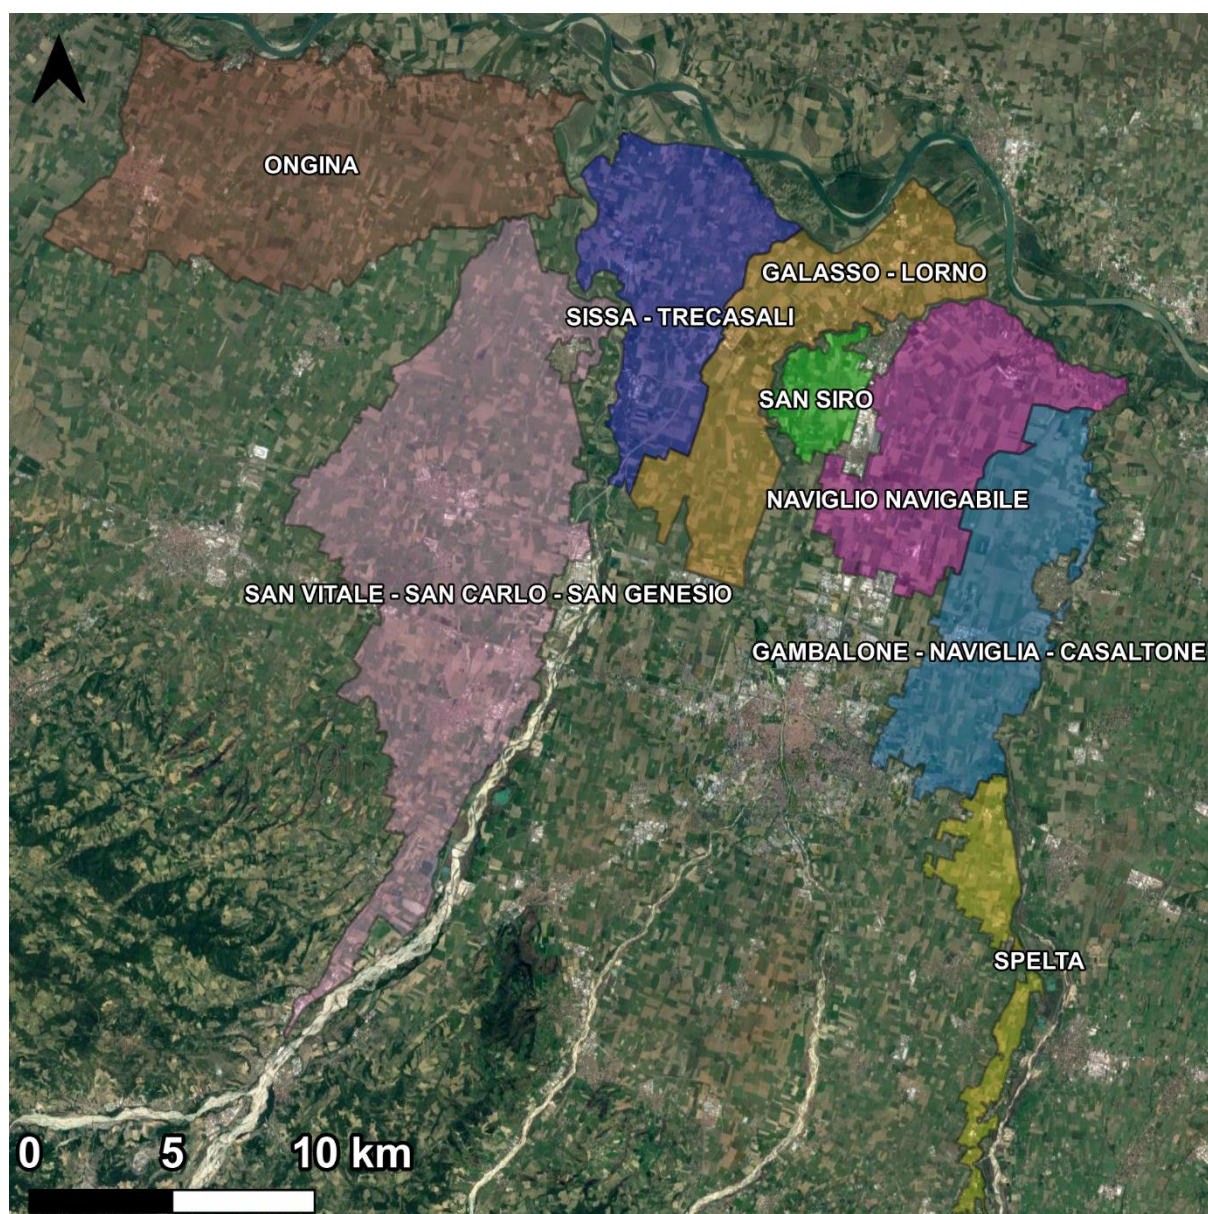 ONGINA
GALASSO - LORNO
SISSA - TRECASALI
SAN SIRO
NAVIGLIO NAVIGABILE
SAN VITALE - SAN CARLO - SAN GENESIO
GAMBALONE - NAVIGLIA - CASALTONE
SPELTA
0 5 10 km